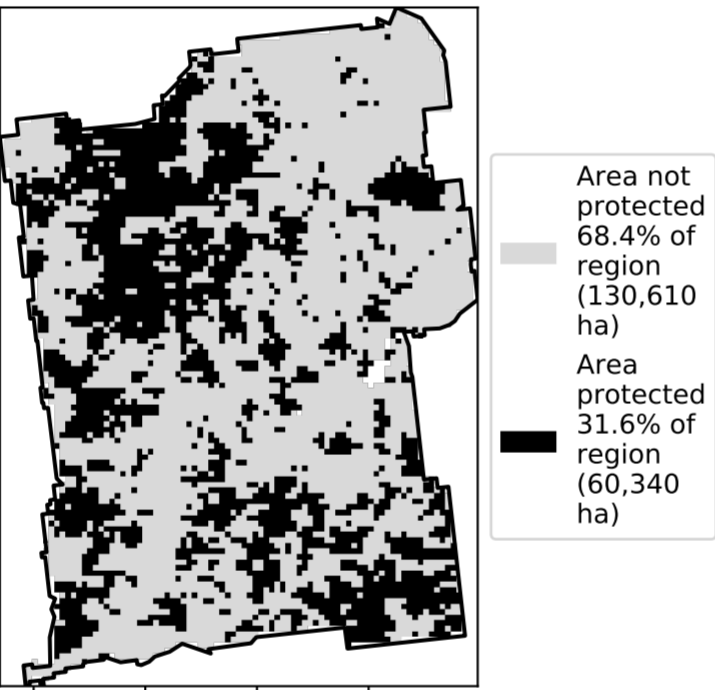 Area not
protected
68.4% of
region
(130,610
ha)
Area
protected
31.6% of
region
(60,340
ha)